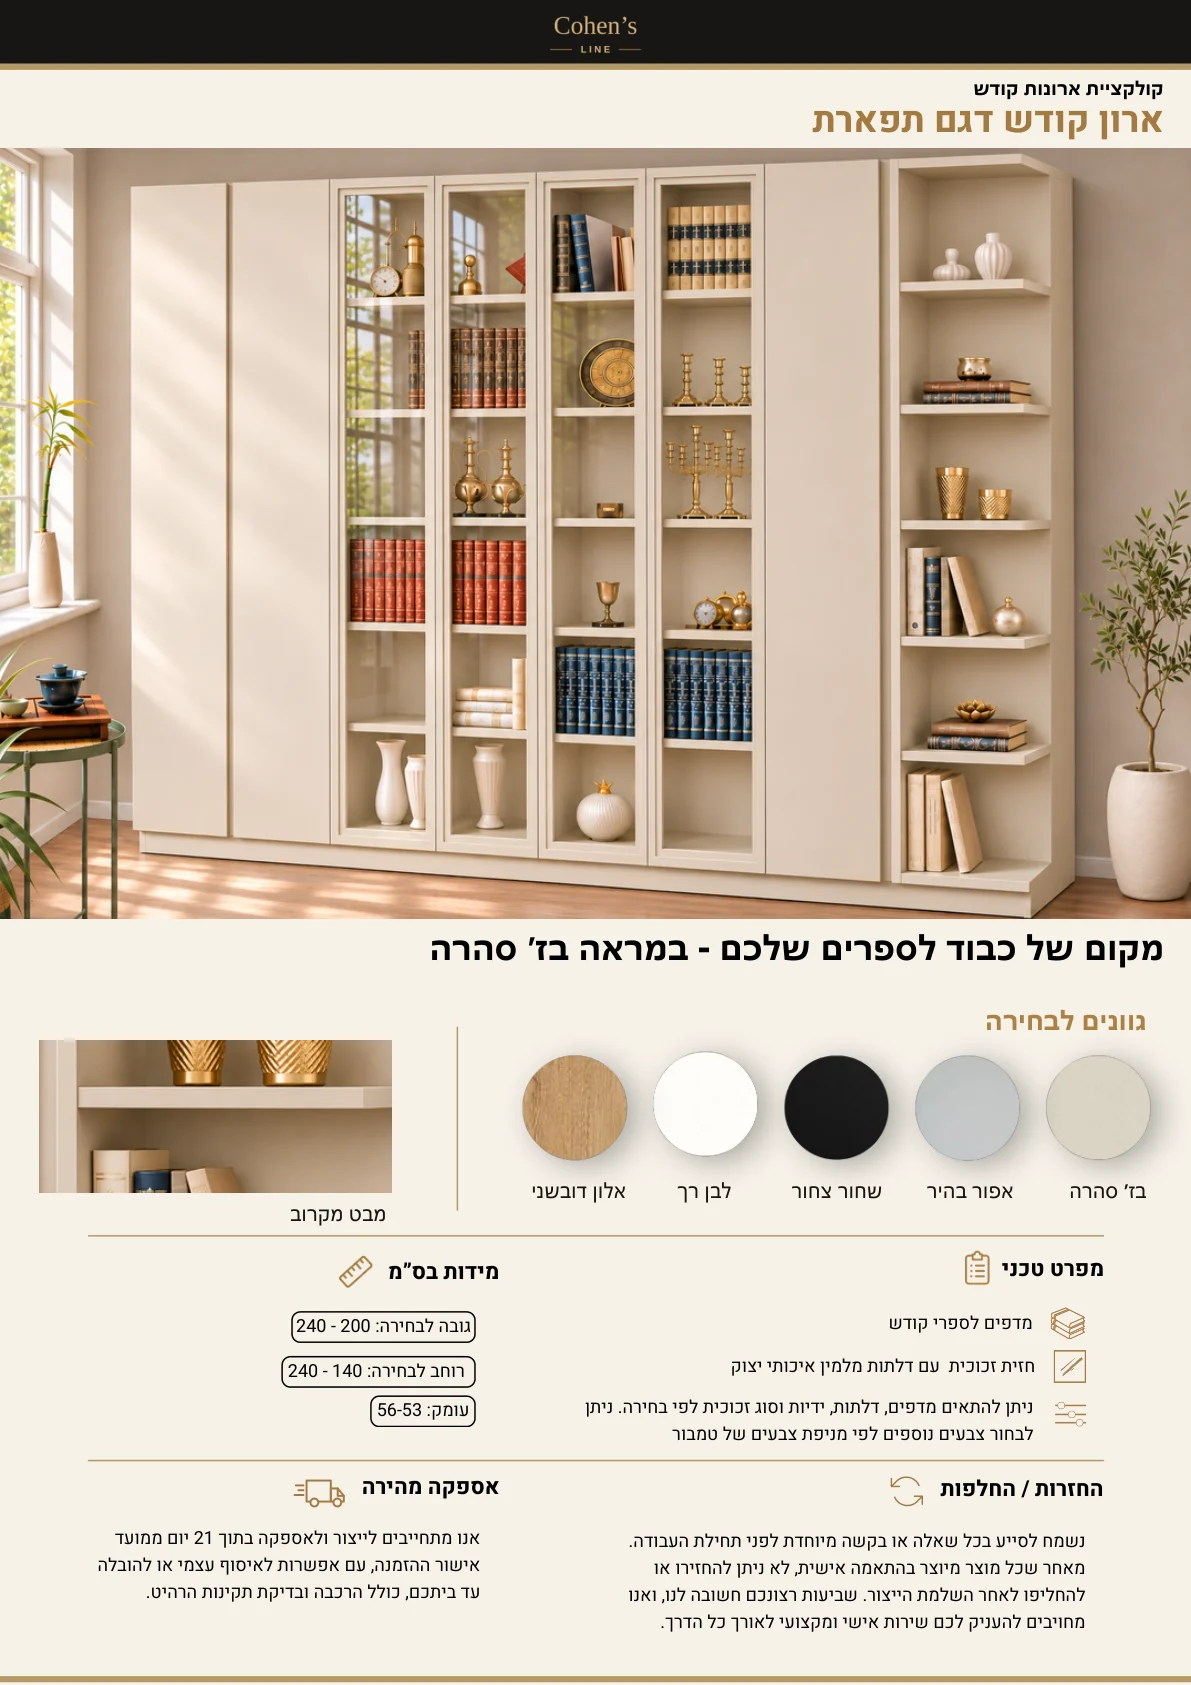 Cohen’s
LINE
קולקציית ארונות קודש
ארון קודש דגם תפארת
מקום של כבוד לספרים שלכם - במראה בז’ סהרה
גוונים לבחירה
בז’ סהרה
אפור בהיר
שחור צחור
לבן רך
אלון דובשני
מבט מקרוב
מפרט טכני
מדפים לספרי קודש
חזית זכוכית עם דלתות מלמין איכותי יצוק
ניתן להתאים מדפים, דלתות, ידיות וסוג זכוכית לפי בחירה. ניתן
לבחור צבעים נוספים לפי מניפת צבעים של טמבור
מידות בס”מ
גובה לבחירה: 200 - 240
רוחב לבחירה: 140 - 240
עומק: 56-53
החזרות / החלפות
נשמח לסייע בכל שאלה או בקשה מיוחדת לפני תחילת העבודה.
מאחר שכל מוצר מיוצר בהתאמה אישית, לא ניתן להחזירו או
להחליפו לאחר השלמת הייצור. שביעות רצונכם חשובה לנו, ואנו
מחויבים להעניק לכם שירות אישי ומקצועי לאורך כל הדרך.
אספקה מהירה
אנו מתחייבים לייצור ולאספקה בתוך 21 יום ממועד
אישור ההזמנה, עם אפשרות לאיסוף עצמי או להובלה
עד ביתכם, כולל הרכבה ובדיקת תקינות הרהיט.